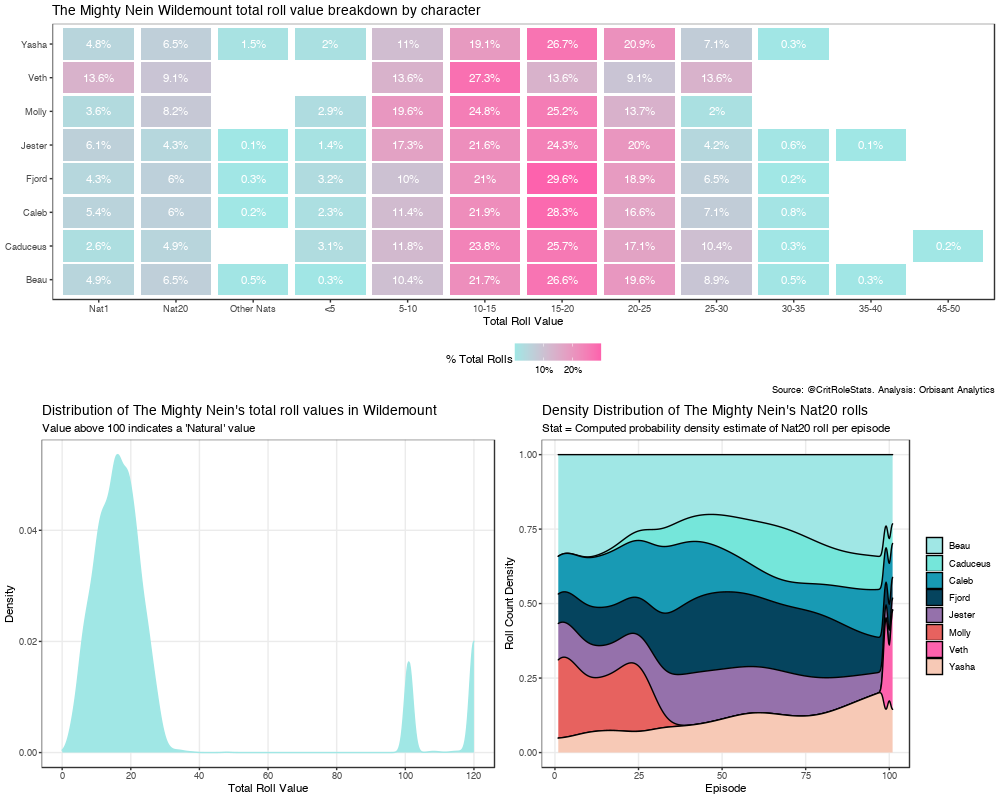 The Mighty Nein Wildemount total roll value breakdown by character
Yasha 4.8% 6.5% 1.5% 2% 11% 19.1% 26.7% 20.9% 7.1% 0.3%
Veth 13.6% 9.1% 13.6% 27.3% 13.6% 9.1% 13.6%
Molly 3.6% 8.2% 2.9% 19.6% 24.8% 25.2% 13.7% 2%
Jester 6.1% 4.3% 0.1% 1.4% 17.3% 21.6% 24.3% 20% 4.2% 0.6% 0.1%
Fjord 4.3% 6% 0.3% 3.2% 10% 21% 29.6% 18.9% 6.5% 0.2%
Caleb 5.4% 6% 0.2% 2.3% 11.4% 21.9% 28.3% 16.6% 7.1% 0.8%
Caduceus 2.6% 4.9% 3.1% 11.8% 23.8% 25.7% 17.1% 10.4% 0.3% 0.2%
Beau 4.9% 6.5% 0.5% 0.3% 10.4% 21.7% 26.6% 19.6% 8.9% 0.5% 0.3%
Nat1 Nat20 Other Nats <5 5-10 10-15 15-20 20-25 25-30 30-35 35-40 45-50
Total Roll Value
% Total Rolls
10% 20%
Source: @CritRoleStats. Analysis: Orbisant Analytics
Distribution of The Mighty Nein's total roll values in Wildemount
Value above 100 indicates a 'Natural' value
Density
0.04
0.02
0.00
0 20 40 60 80 100 120
Total Roll Value
Density Distribution of The Mighty Nein's Nat20 rolls
Stat = Computed probability density estimate of Nat20 roll per episode
Roll Count Density
1.00
0.75
0.50
0.25
0.00
0 25 50 75 100
Episode
Beau
Caduceus
Caleb
Fjord
Jester
Molly
Veth
Yasha